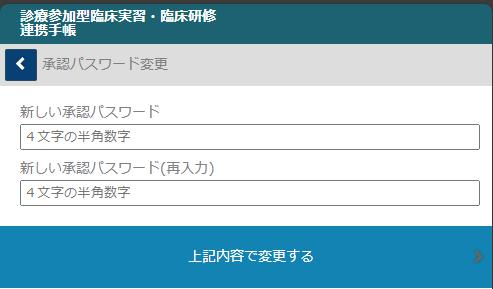 診療参加型臨床実習・臨床研修
連携手帳
承認パスワード変更
新しい承認パスワード
４文字の半角数字
新しい承認パスワード(再入力)
４文字の半角数字
上記内容で変更する